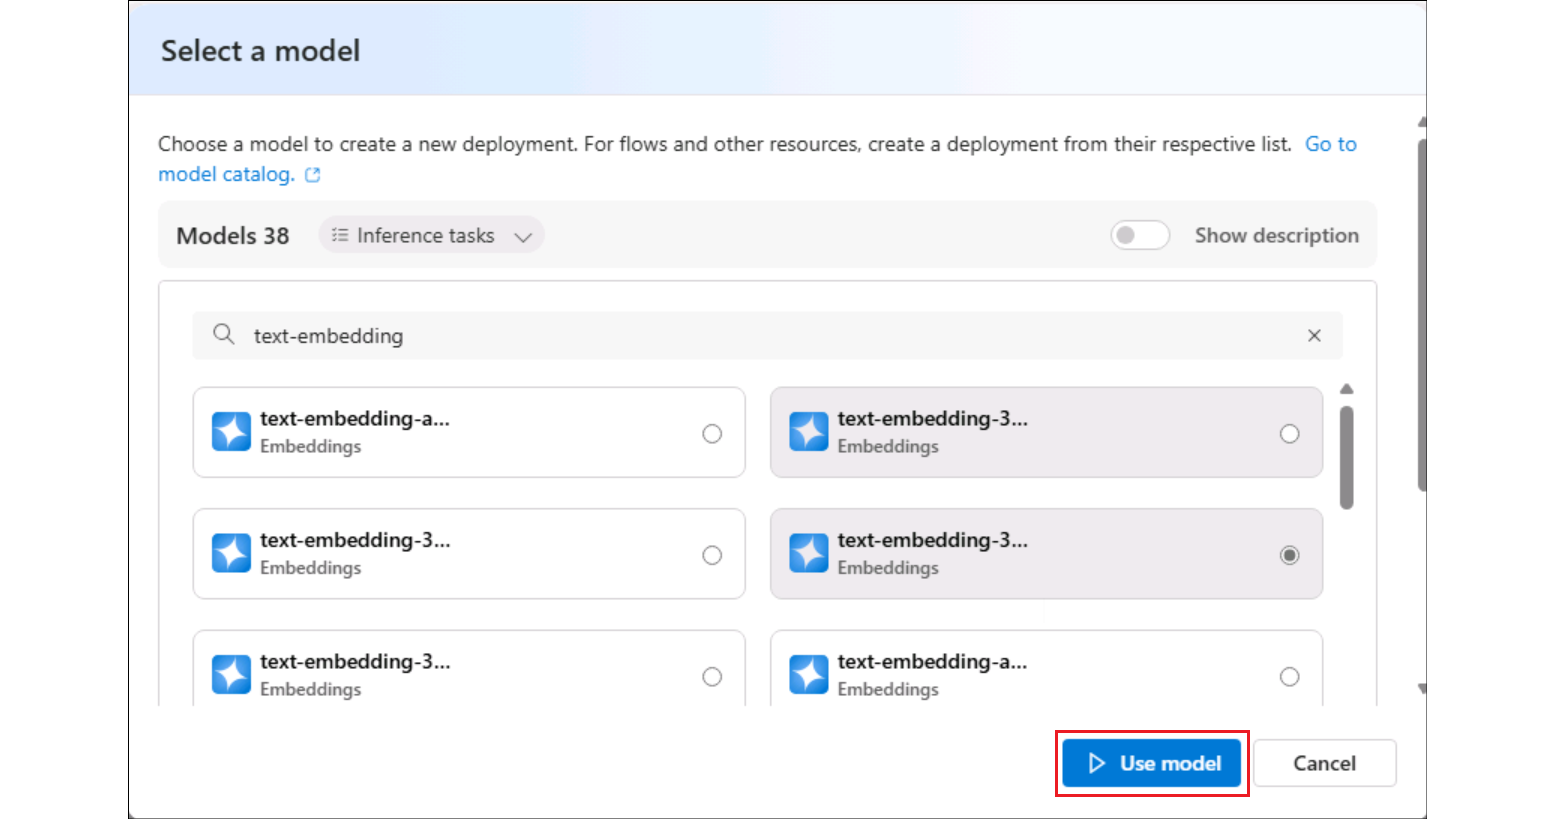 Select a model
Choose a model to create a new deployment. For flows and other resources, create a deployment from their respective list. Go to
model catalog.
Models 38 Inference tasks Show description
text-embedding
text-embedding-a...
Embeddings
text-embedding-3...
Embeddings
text-embedding-3...
Embeddings
text-embedding-3...
Embeddings
text-embedding-3...
Embeddings
text-embedding-a...
Embeddings
Use model Cancel